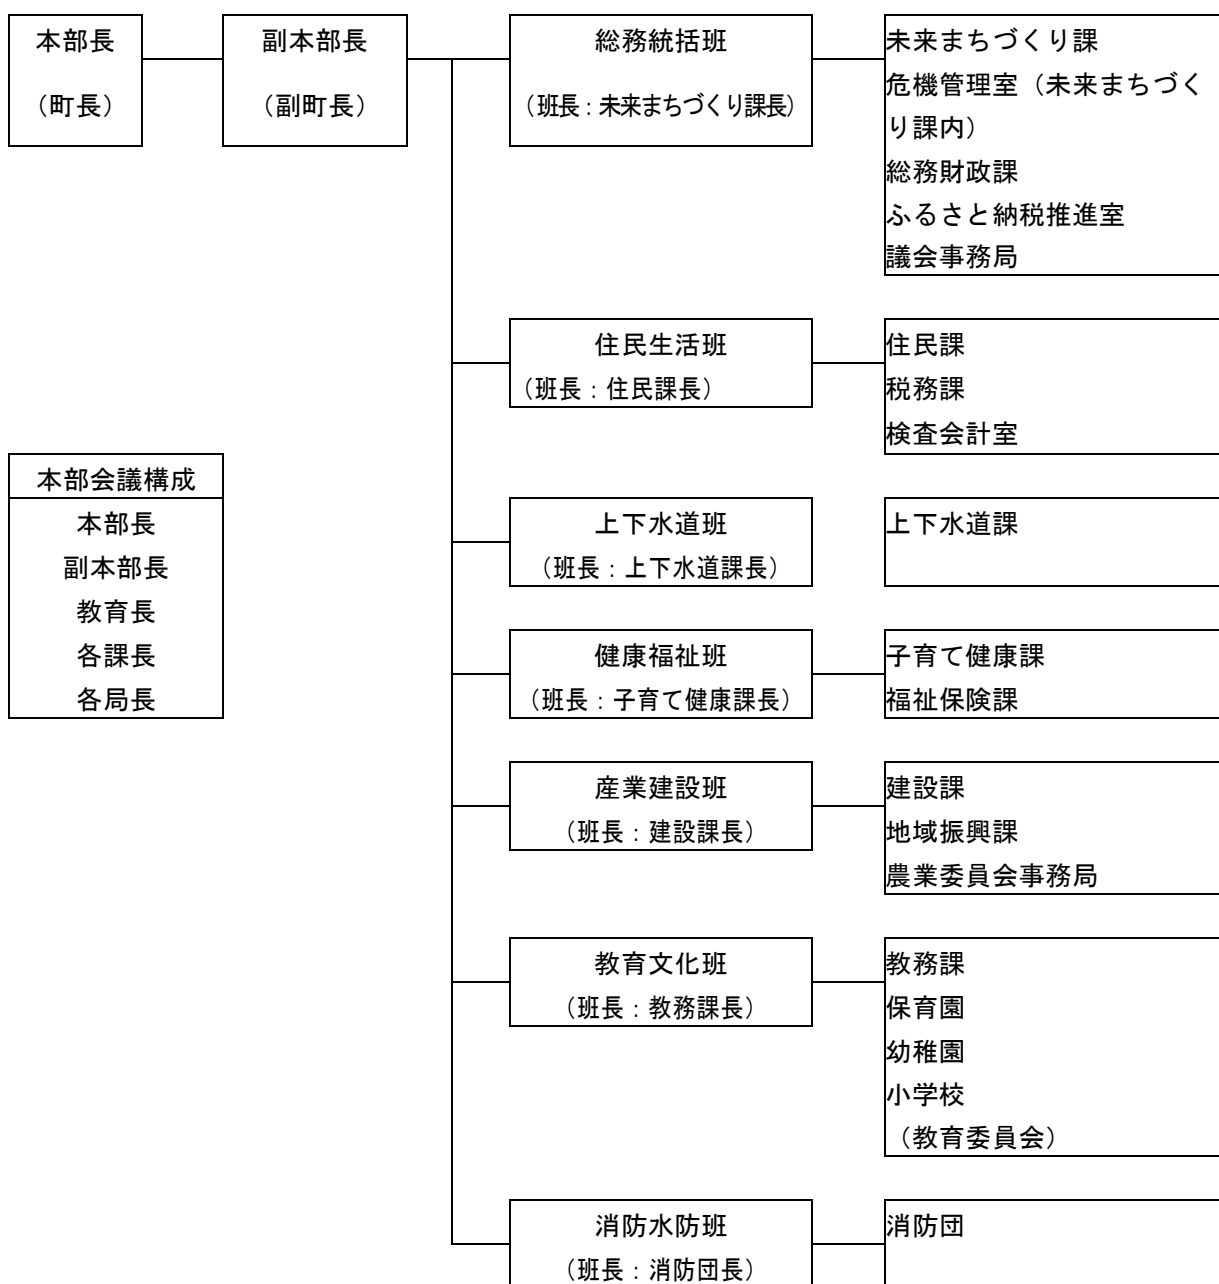 本部長
（町長）
副本部長
（副町長）
総務統括班
（班長：未来まちづくり課長）
未来まちづくり課
危機管理室（未来まちづく
り課内）
総務財政課
ふるさと納税推進室
議会事務局
住民生活班
（班長：住民課長）
住民課
税務課
検査会計室
本部会議構成
本部長
副本部長
教育長
各課長
各局長
上下水道班
（班長：上下水道課長）
上下水道課
健康福祉班
（班長：子育て健康課長）
子育て健康課
福祉保険課
産業建設班
（班長：建設課長）
建設課
地域振興課
農業委員会事務局
教育文化班
（班長：教務課長）
教務課
保育園
幼稚園
小学校
（教育委員会）
消防水防班
（班長：消防団長）
消防団